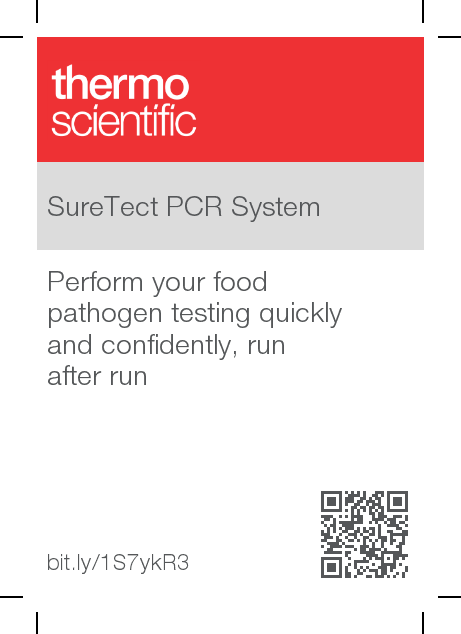 thermo
scientific
SureTect PCR System
Perform your food
pathogen testing quickly
and confidently, run
after run
bit.ly/1S7ykR3